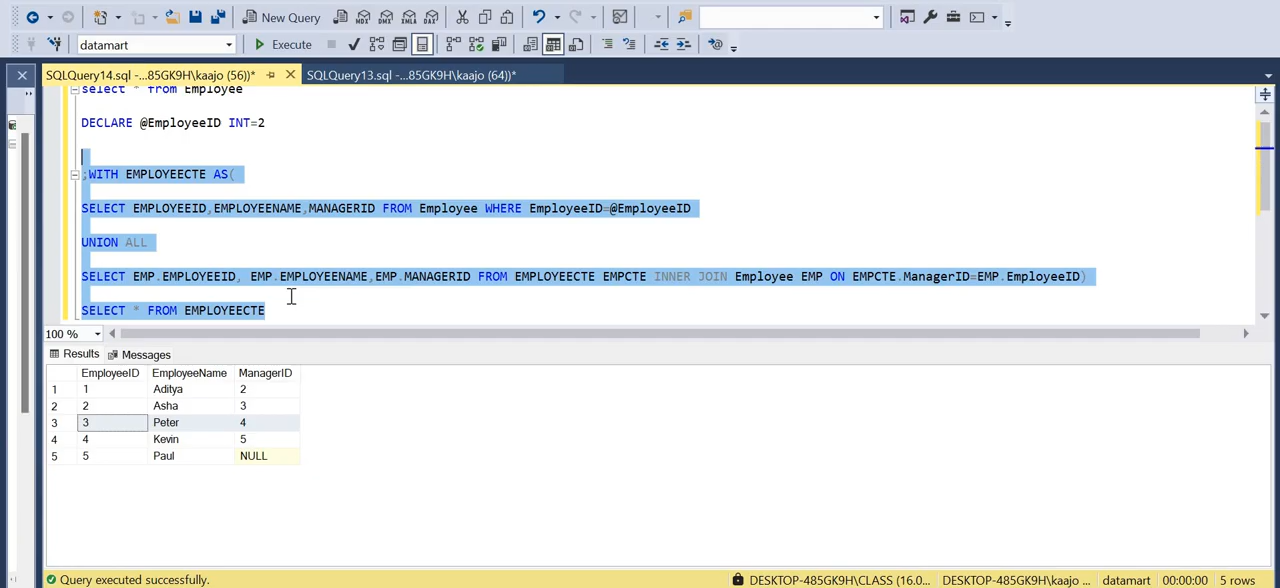 New Query
MDX DMX XMLA DAX
datamart
Execute
SQLQuery14.sql -...85GK9H\kaajo (56))*
SQLQuery13.sql -...85GK9H\kaajo (64))*
select * from Employee
DECLARE @EmployeeID INT=2
;WITH EMPLOYEECTE AS(
SELECT EMPLOYEEID,EMPLOYEENAME,MANAGERID FROM Employee WHERE EmployeeID=@EmployeeID
UNION ALL
SELECT EMP.EMPLOYEEID, EMP.EMPLOYEENAME,EMP.MANAGERID FROM EMPLOYEECTE EMPCTE INNER JOIN Employee EMP ON EMPCTE.ManagerID=EMP.EmployeeID)
SELECT * FROM EMPLOYEECTE
100 %
Results Messages
EmployeeID EmployeeName ManagerID
1 1 Aditya 2
2 2 Asha 3
3 3 Peter 4
4 4 Kevin 5
5 5 Paul NULL
Query executed successfully.
DESKTOP-485GK9H\CLASS (16.0... DESKTOP-485GK9H\kaajo ... datamart 00:00:00 5 rows